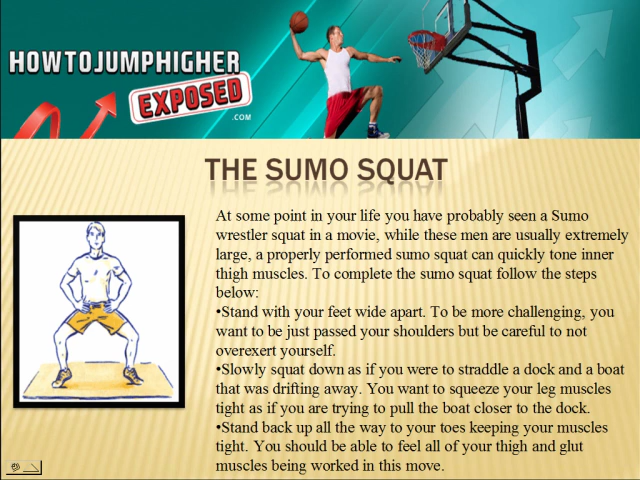 HOWTOJUMPHIGHER
EXPOSED
.COM
THE SUMO SQUAT
At some point in your life you have probably seen a Sumo
wrestler squat in a movie, while these men are usually extremely
large, a properly performed sumo squat can quickly tone inner
thigh muscles. To complete the sumo squat follow the steps
below:
•Stand with your feet wide apart. To be more challenging, you
want to be just passed your shoulders but be careful to not
overexert yourself.
•Slowly squat down as if you were to straddle a dock and a boat
that was drifting away. You want to squeeze your leg muscles
tight as if you are trying to pull the boat closer to the dock.
•Stand back up all the way to your toes keeping your muscles
tight. You should be able to feel all of your thigh and glut
muscles being worked in this move.